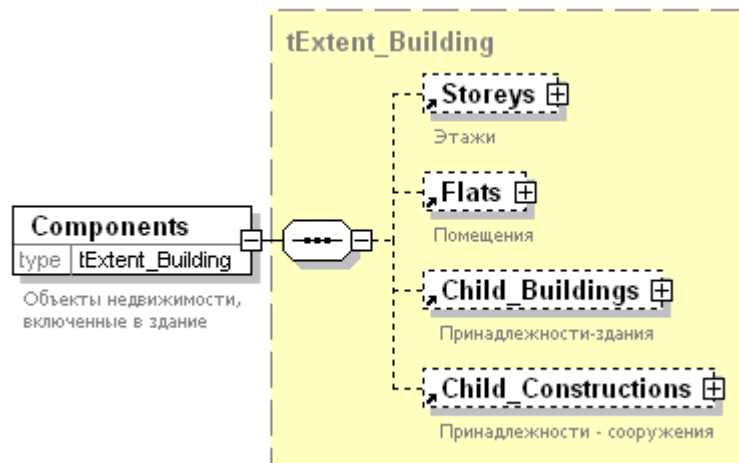 tExtent_Building
Storeys
Этажи
Flats
Помещения
Components
type tExtent_Building
Объекты недвижимости,
включенные в здание
Child_Buildings
Принадлежности-здания
Child_Constructions
Принадлежности - сооружения